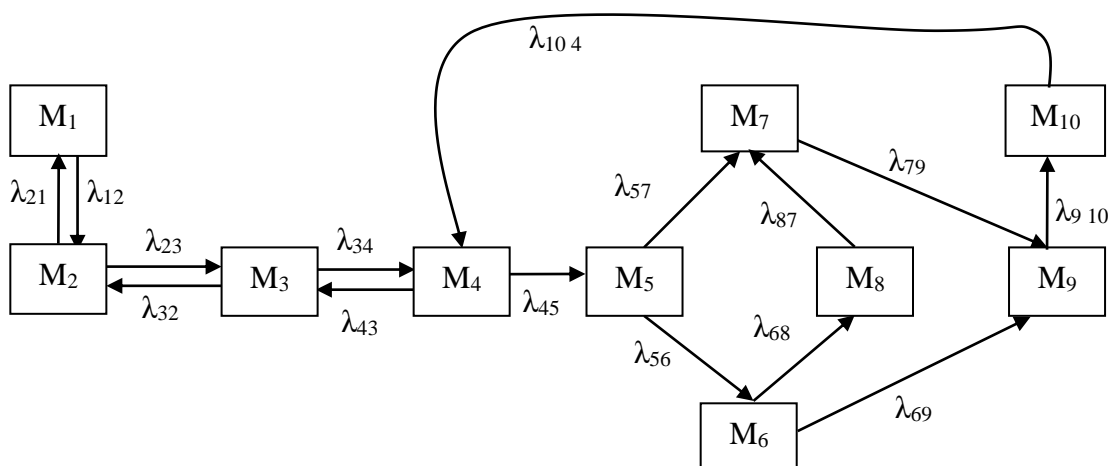 λ₁₀ ₄
M₁
M₇
M₁₀
λ₂₁
λ₁₂
λ₅₇
λ₇₉
λ₈₇
λ₉ ₁₀
λ₂₃
λ₃₄
M₂
M₃
M₄
M₅
M₈
M₉
λ₃₂
λ₄₃
λ₄₅
λ₅₆
λ₆₈
λ₆₉
M₆